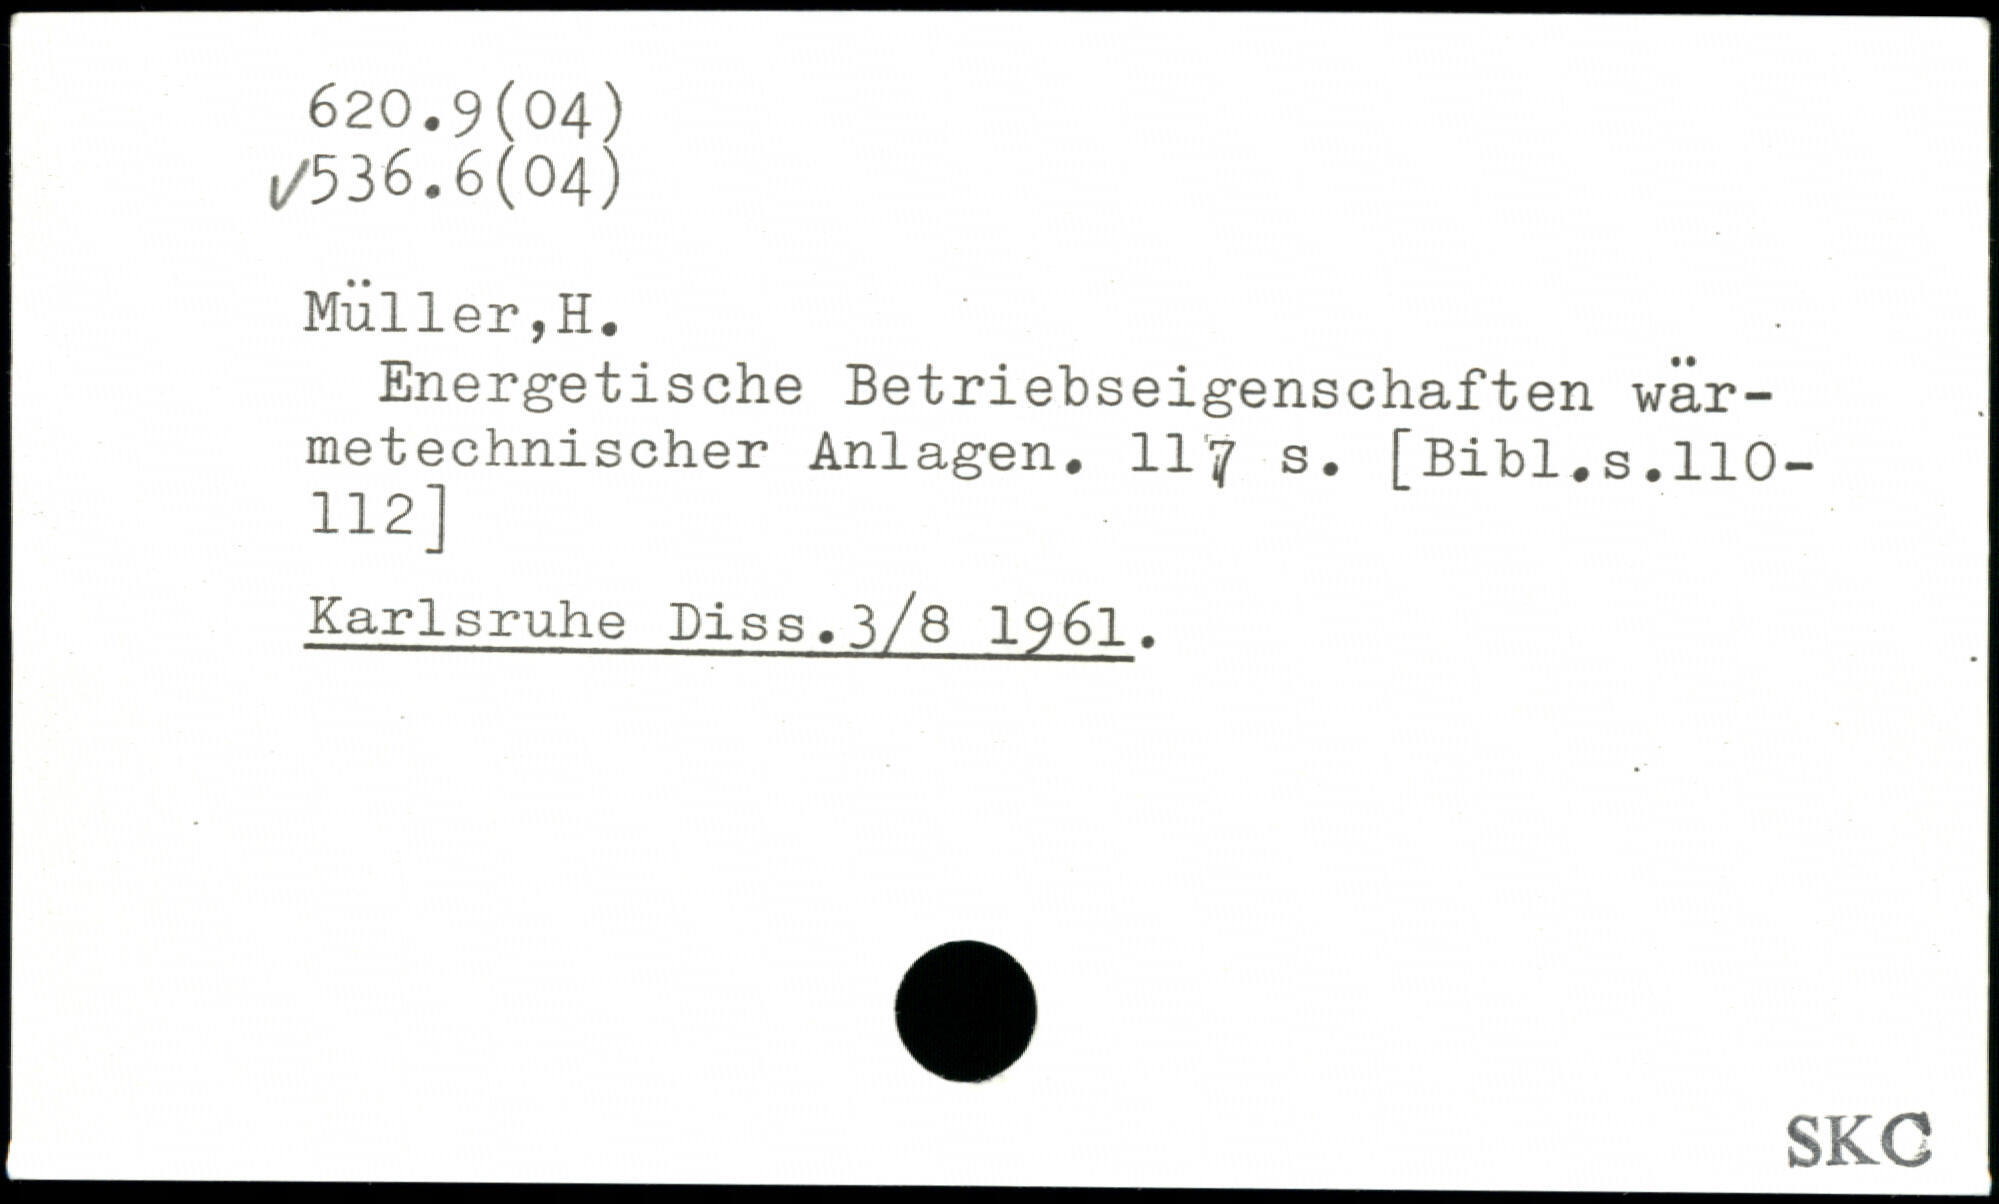 620.9(04)
✓536.6(04)
Müller,H.
Energetische Betriebseigenschaften wär-
metechnischer Anlagen. 117 s. [Bibl.s.110-
112]
Karlsruhe Diss.3/8 1961.
SKC